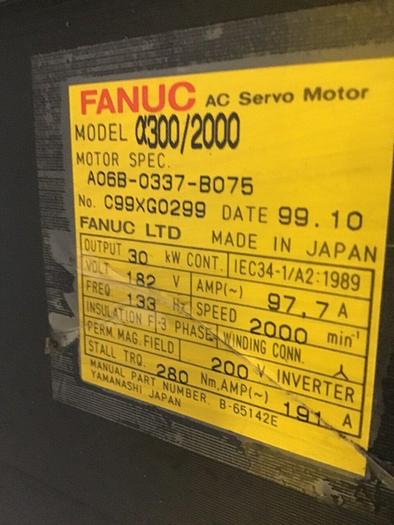 FANUC AC Servo Motor
MODEL α300/2000
MOTOR SPEC.
A06B-0337-B075
No. C99XG0299 DATE 99.10
FANUC LTD MADE IN JAPAN
OUTPUT 30 kW CONT. IEC34-1/A2:1989
VOLT 182 V AMP(~) 97,7 A
FREQ. 133 Hz SPEED 2000 min⁻¹
INSULATION F 3 PHASE WINDING CONN. 人
PERM. MAG. FIELD 200 V INVERTER
STALL TRQ. 280 Nm, AMP(~) 191 A
MANUAL PART NUMBER. B-65142E
YAMANASHI JAPAN